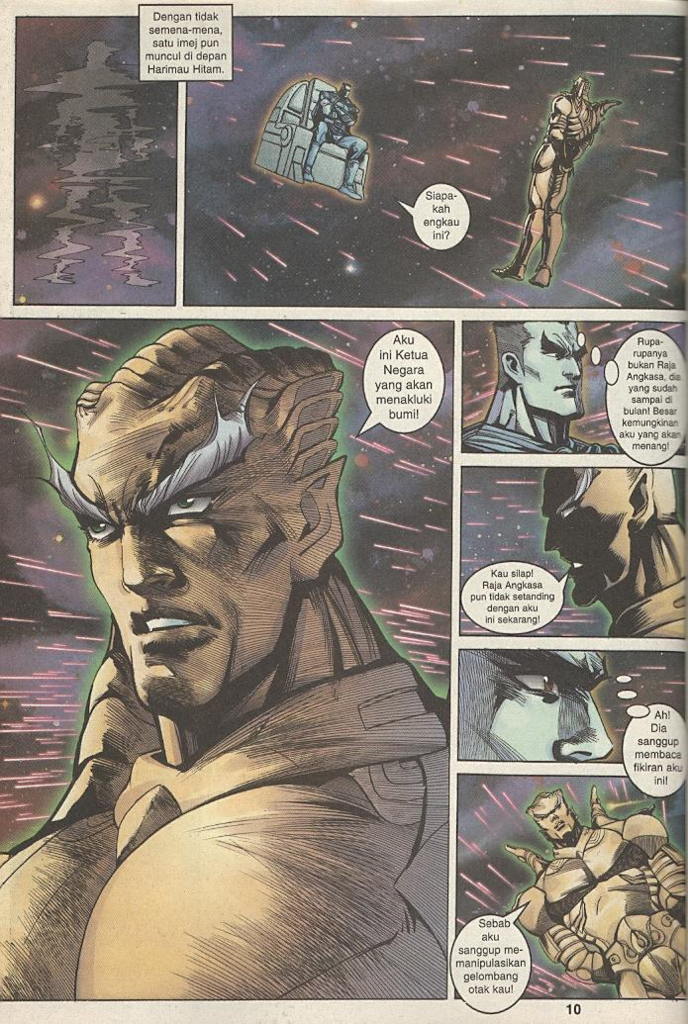 Dengan tidak
semena-mena,
satu imej pun
muncul di depan
Harimau Hitam.
Siapa-
kah
engkau
ini?
Aku
ini Ketua
Negara
yang akan
menakluki
bumi!
Rupa-
rupanya
bukan Raja
Angkasa, dia
yang sudah
sampai di
bulan! Besar
kemungkinan
aku yang akan
menang!
Kau silap!
Raja Angkasa
pun tidak setanding
dengan aku
ini sekarang!
Ah!
Dia
sanggup
membaca
fikiran aku
ini!
Sebab
aku
sanggup me-
manipulasikan
gelombang
otak kau!
10